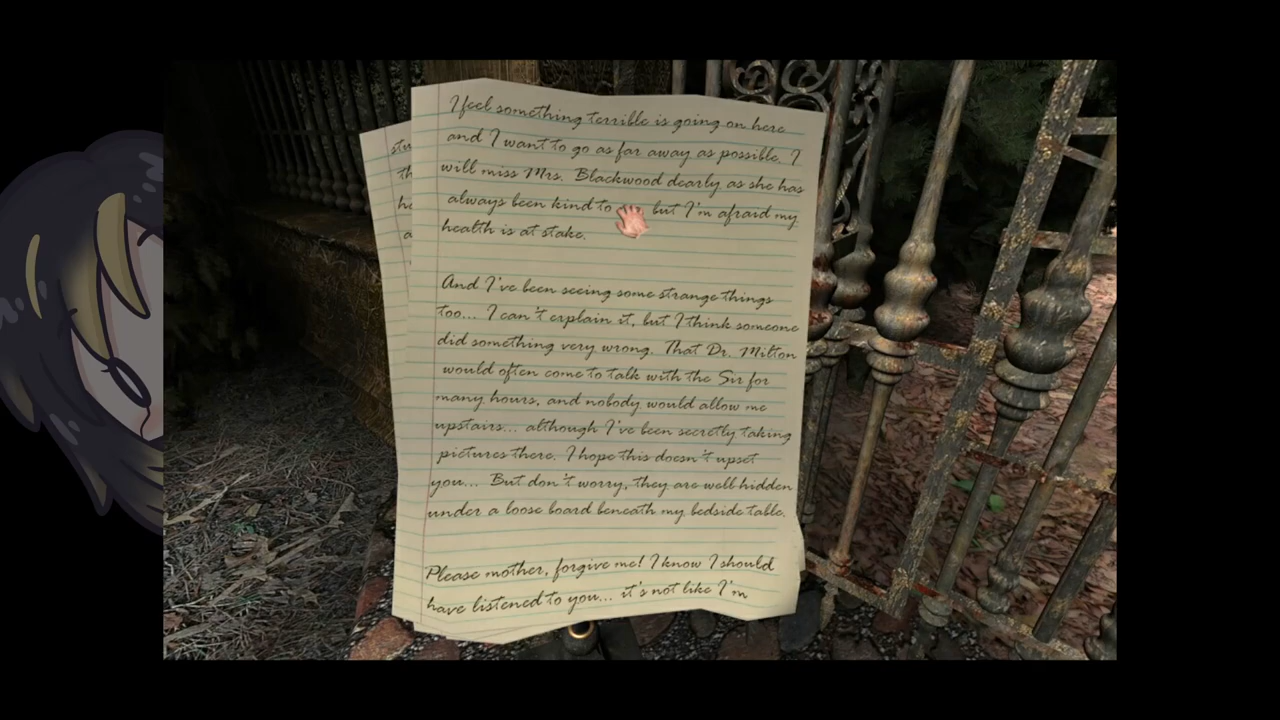 I feel something terrible is going on here
and I want to go as far away as possible. I
will miss Mrs. Blackwood dearly as she has
always been kind to but I'm afraid my
health is at stake.
And I've been seeing some strange things
too... I can't explain it, but I think someone
did something very wrong. That Dr. Milton
would often come to talk with the Sir for
many hours, and nobody would allow me
upstairs... although I've been secretly taking
pictures there. I hope this doesn't upset
you... But don't worry, they are well hidden
under a loose board beneath my bedside table.
Please mother, forgive me! I know I should
have listened to you... it's not like I'm